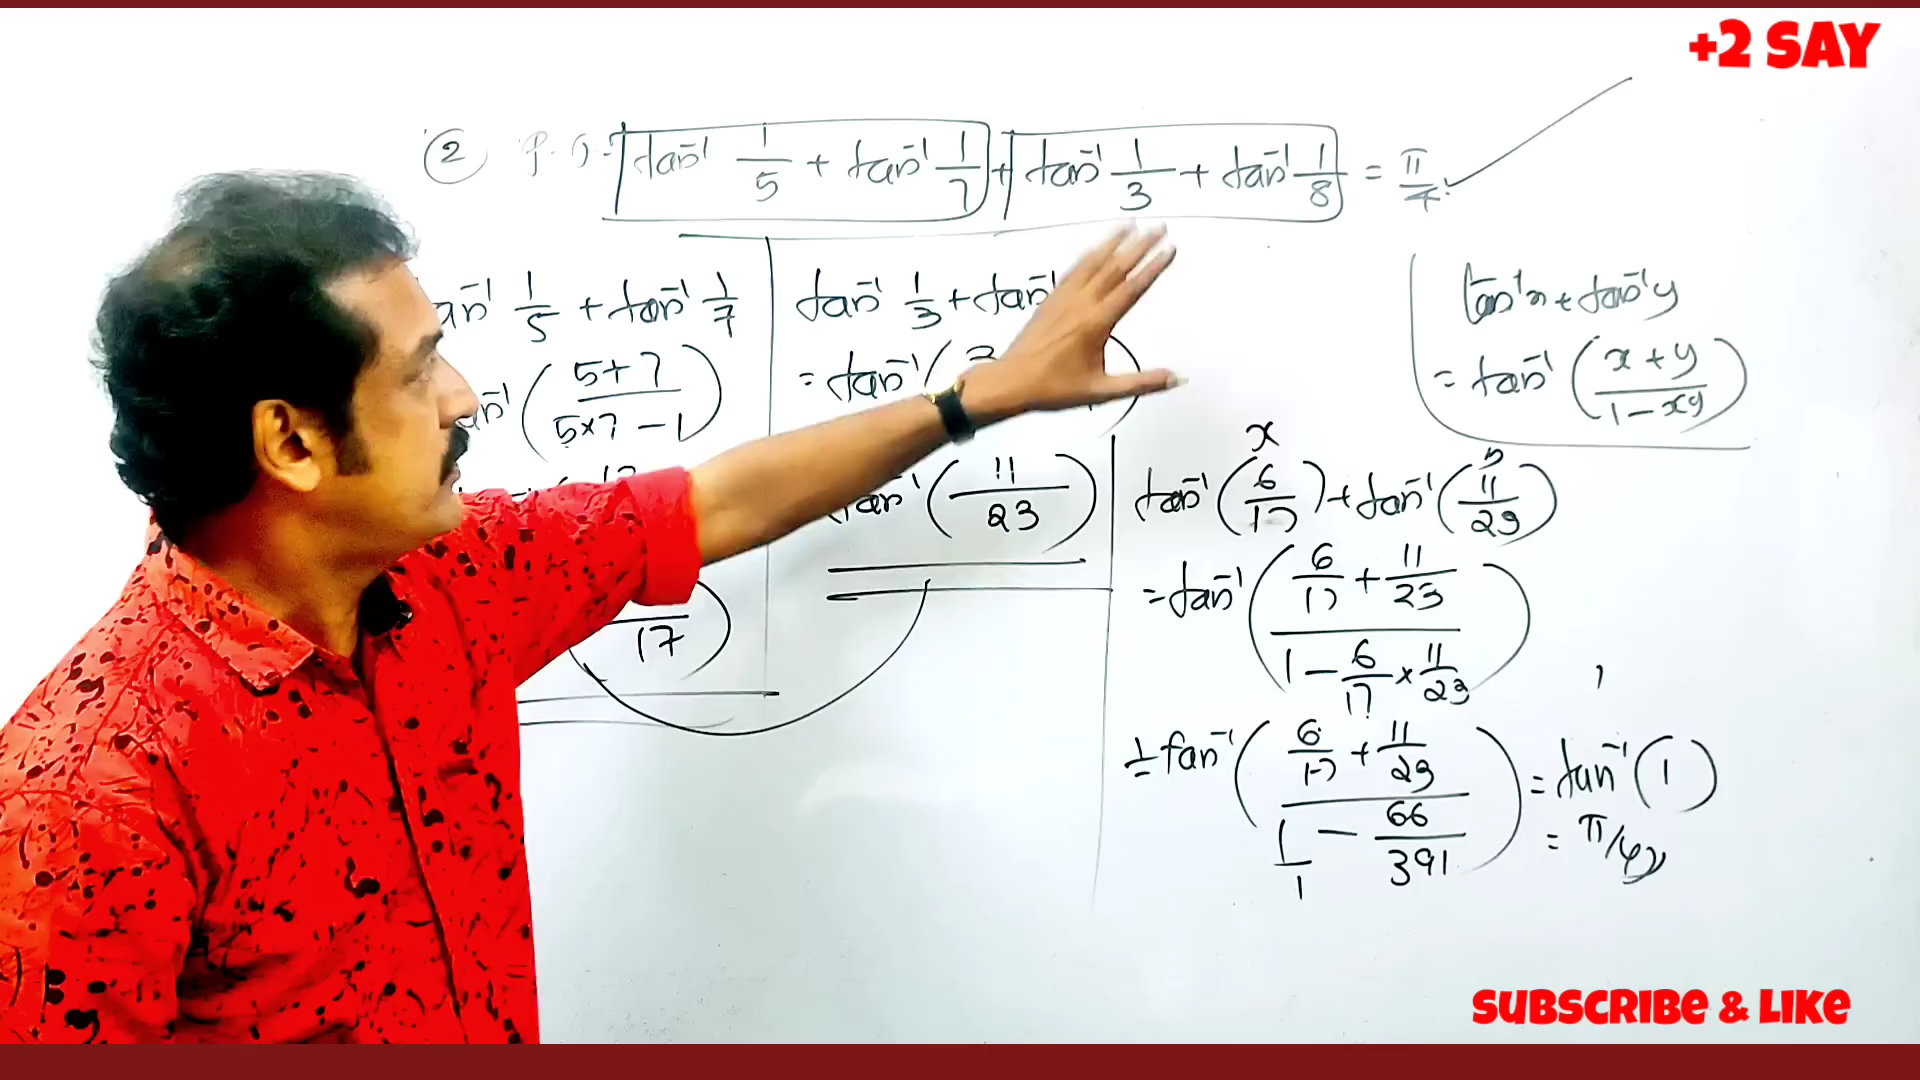 +2 SAY
② P.T. tan⁻¹ 1/5 + tan⁻¹ 1/7 + tan⁻¹ 1/3 + tan⁻¹ 1/8 = π/4
an⁻¹ 1/5 + tan⁻¹ 1/7
an⁻¹ ( (5+7) / (5×7 − 1) )
17
tan⁻¹ 1/3 + tan⁻¹
= tan⁻¹ (
tan⁻¹ ( 11/23 )
tan⁻¹x + tan⁻¹y
= tan⁻¹ ( (x + y) / (1 − xy) )
x y
tan⁻¹ ( 6/17 ) + tan⁻¹ ( 11/23 )
= tan⁻¹ ( (6/17 + 11/23) / (1 − 6/17 × 11/23) )
= tan⁻¹ ( (6/17 + 11/23) / (1/1 − 66/391) ) = tan⁻¹ ( 1 )
= π/4
SUBSCRIBE & LIKE